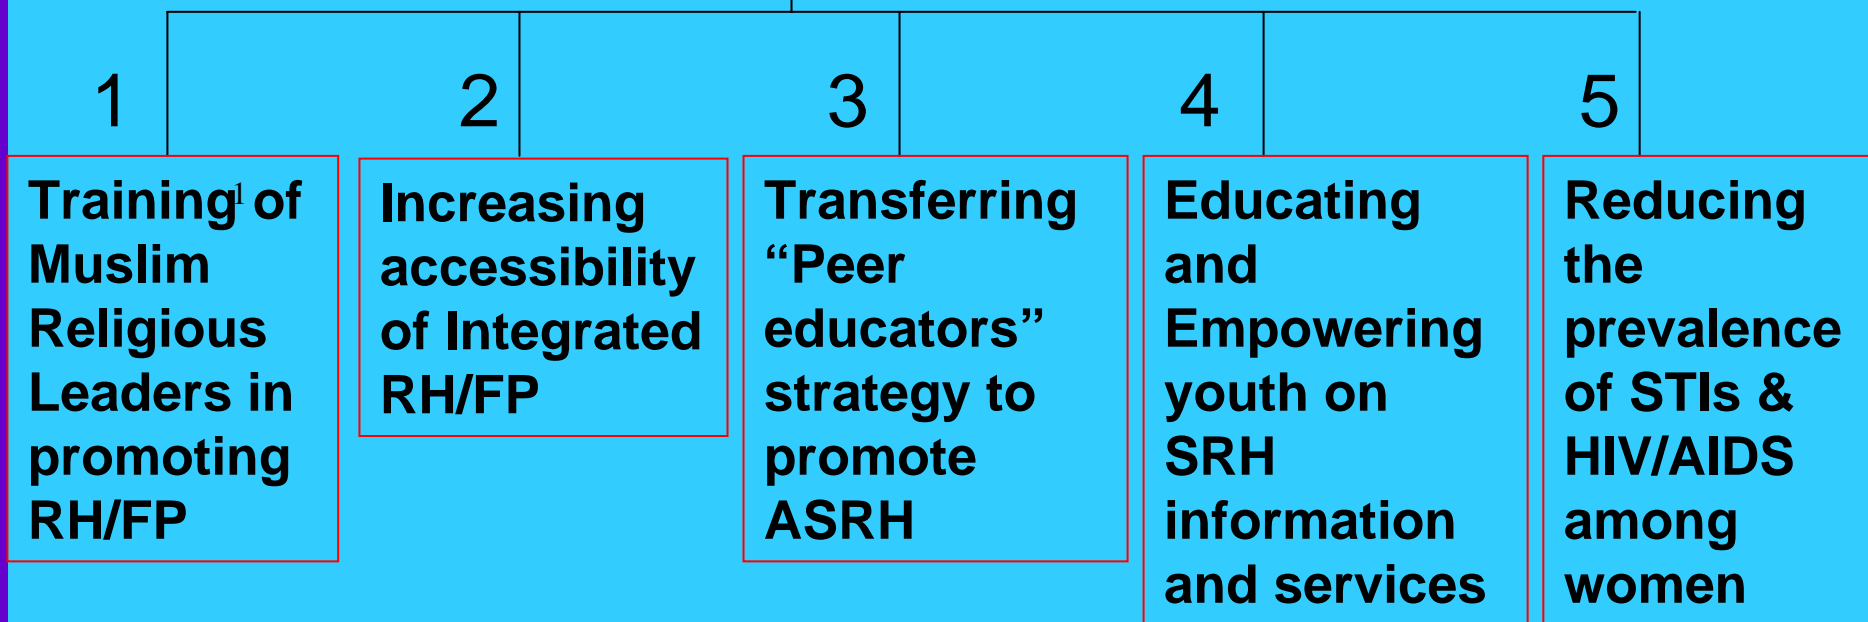 1
Training1 of
Muslim
Religious
Leaders in
promoting
RH/FP
2
Increasing
accessibility
of Integrated
RH/FP
3
Transferring
“Peer
educators”
strategy to
promote
ASRH
4
Educating
and
Empowering
youth on
SRH
information
and services
5
Reducing
the
prevalence
of STIs &
HIV/AIDS
among
women